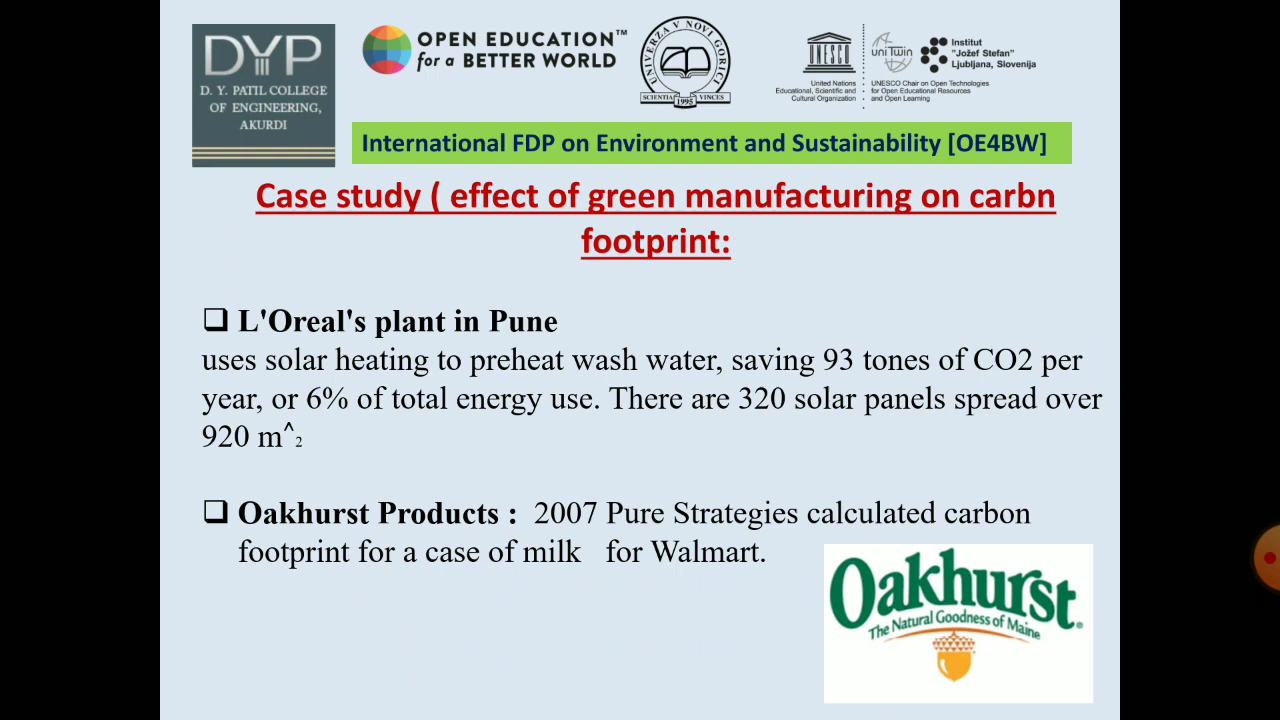 DYP
D. Y. PATIL COLLEGE
OF ENGINEERING,
AKURDI
OPEN EDUCATION™
for a BETTER WORLD
UNIVERZA V NOVI GORICI
SCIENTIA VINCES
1995
UNESCO
United Nations
Educational, Scientific and
Cultural Organization
uniTwin
Institut
"Jožef Stefan"
Ljubljana, Slovenija
UNESCO Chair on Open Technologies
for Open Educational Resources
and Open Learning
International FDP on Environment and Sustainability [OE4BW]
Case study ( effect of green manufacturing on carbn
footprint:
L'Oreal's plant in Pune
uses solar heating to preheat wash water, saving 93 tones of CO2 per
year, or 6% of total energy use. There are 320 solar panels spread over
920 m^2
Oakhurst Products : 2007 Pure Strategies calculated carbon
footprint for a case of milk for Walmart.
Oakhurst®
The Natural Goodness of Maine